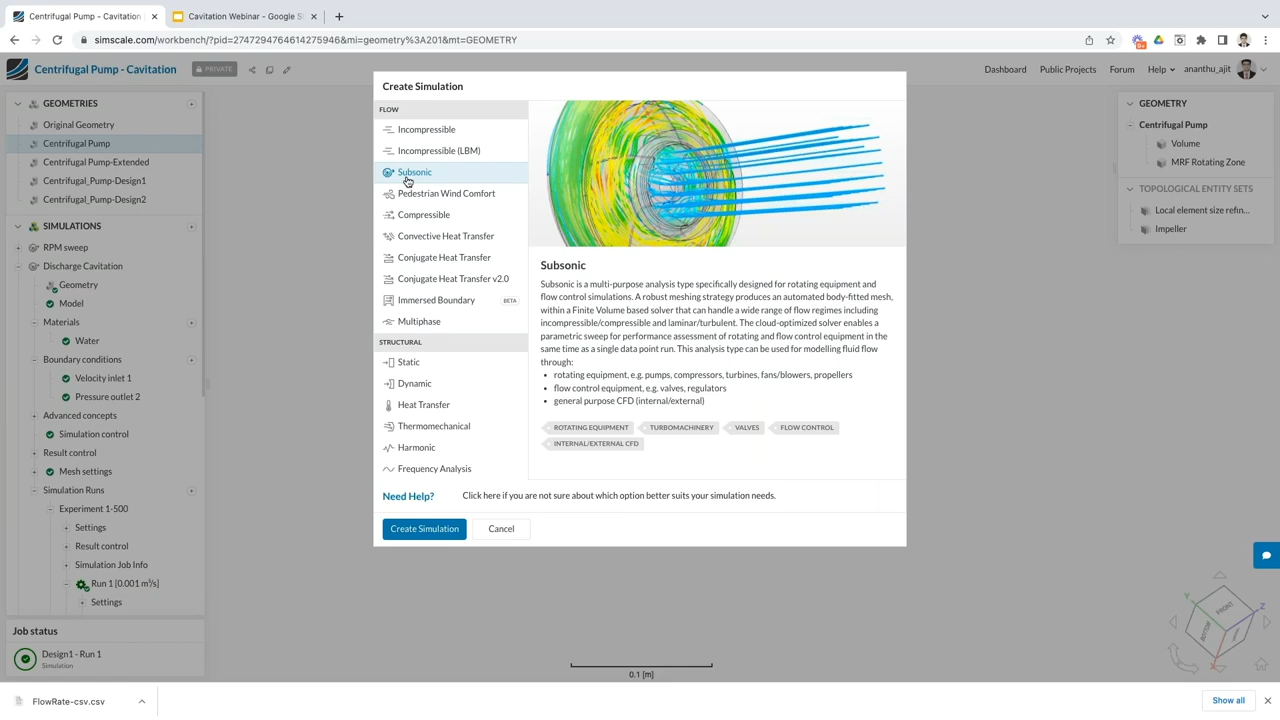 Centrifugal Pump - Cavitation
Cavitation Webinar - Google S
simscale.com/workbench/?pid=2747294764614275946&mi=geometry%3A201&mt=GEOMETRY
Centrifugal Pump - Cavitation
PRIVATE
Dashboard
Public Projects
Forum
Help
ananthu_ajit
GEOMETRIES
Original Geometry
Centrifugal Pump
Centrifugal Pump-Extended
Centrifugal_Pump-Design1
Centrifugal_Pump-Design2
SIMULATIONS
RPM sweep
Discharge Cavitation
Geometry
Model
Materials
Water
Boundary conditions
Velocity inlet 1
Pressure outlet 2
Advanced concepts
Simulation control
Result control
Mesh settings
Simulation Runs
Experiment 1-500
Settings
Result control
Simulation Job Info
Run 1 [0.001 m³/s]
Settings
Job status
Design1 - Run 1
Simulation
Create Simulation
FLOW
Incompressible
Incompressible (LBM)
Subsonic
Pedestrian Wind Comfort
Compressible
Convective Heat Transfer
Conjugate Heat Transfer
Conjugate Heat Transfer v2.0
Immersed Boundary
BETA
Multiphase
STRUCTURAL
Static
Dynamic
Heat Transfer
Thermomechanical
Harmonic
Frequency Analysis
Subsonic
Subsonic is a multi-purpose analysis type specifically designed for rotating equipment and
flow control simulations. A robust meshing strategy produces an automated body-fitted mesh,
within a Finite Volume based solver that can handle a wide range of flow regimes including
incompressible/compressible and laminar/turbulent. The cloud-optimized solver enables a
parametric sweep for performance assessment of rotating and flow control equipment in the
same time as a single data point run. This analysis type can be used for modelling fluid flow
through:
• rotating equipment, e.g. pumps, compressors, turbines, fans/blowers, propellers
• flow control equipment, e.g. valves, regulators
• general purpose CFD (internal/external)
ROTATING EQUIPMENT
TURBOMACHINERY
VALVES
FLOW CONTROL
INTERNAL/EXTERNAL CFD
Need Help?
Click here if you are not sure about which option better suits your simulation needs.
Create Simulation
Cancel
GEOMETRY
Centrifugal Pump
Volume
MRF Rotating Zone
TOPOLOGICAL ENTITY SETS
Local element size refin...
Impeller
0.1 [m]
Y
Z
X
FRONT
BOTTOM
FlowRate-csv.csv
Show all